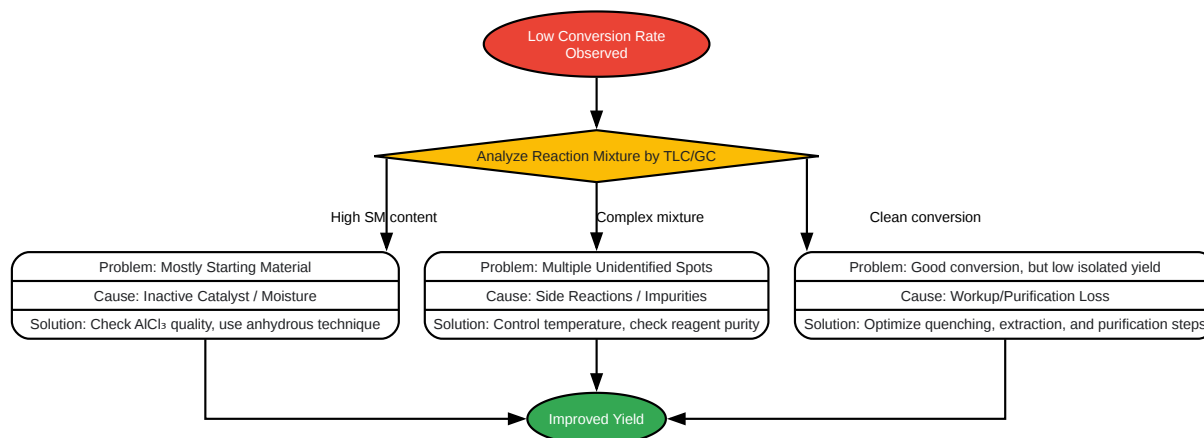 Low Conversion Rate
Observed
Analyze Reaction Mixture by TLC/GC
High SM content
Complex mixture
Clean conversion
Problem: Mostly Starting Material
Cause: Inactive Catalyst / Moisture
Solution: Check AlCl₃ quality, use anhydrous technique
Problem: Multiple Unidentified Spots
Cause: Side Reactions / Impurities
Solution: Control temperature, check reagent purity
Problem: Good conversion, but low isolated yield
Cause: Workup/Purification Loss
Solution: Optimize quenching, extraction, and purification steps
Improved Yield